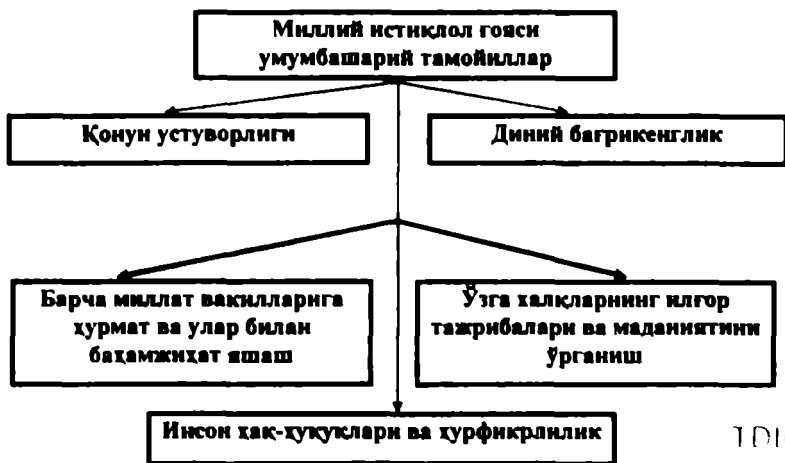 Миллий истиқлол ғояси
умумбашарий тамойиллар
Қонун устуворлиги
Диний бағрикенглик
Барча миллат вакилларига
ҳурмат ва улар билан
баҳамжиҳат яшаш
Ўзга халқларнинг илғор
тажрибалари ва маданиятини
ўрганиш
Инсон ҳақ-ҳуқуқлари ва ҳурфикрлилик